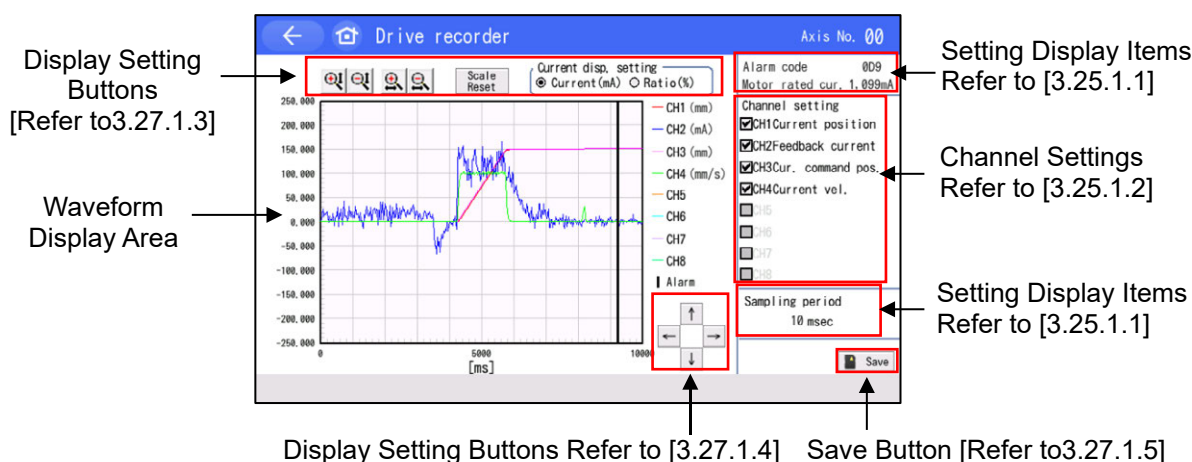 Drive recorder
Axis No. 00
Display Setting
Buttons
[Refer to3.27.1.3]
Scale
Reset
Current disp. setting
Current(mA) Ratio(%)
Alarm code 0D9
Motor rated cur. 1,099mA
Setting Display Items
Refer to [3.25.1.1]
250.000
200.000
150.000
100.000
50.000
0.000
-50.000
-100.000
-150.000
-200.000
-250.000
0
5000
10000
[ms]
CH1 (mm)
CH2 (mA)
CH3 (mm)
CH4 (mm/s)
CH5
CH6
CH7
CH8
Alarm
Channel setting
CH1Current position
CH2Feedback current
CH3Cur. command pos.
CH4Current vel.
CH5
CH6
CH7
CH8
Channel Settings
Refer to [3.25.1.2]
Waveform
Display Area
Sampling period
10 msec
Setting Display Items
Refer to [3.25.1.1]
↑
← →
↓
Save
Display Setting Buttons Refer to [3.27.1.4]
Save Button [Refer to3.27.1.5]